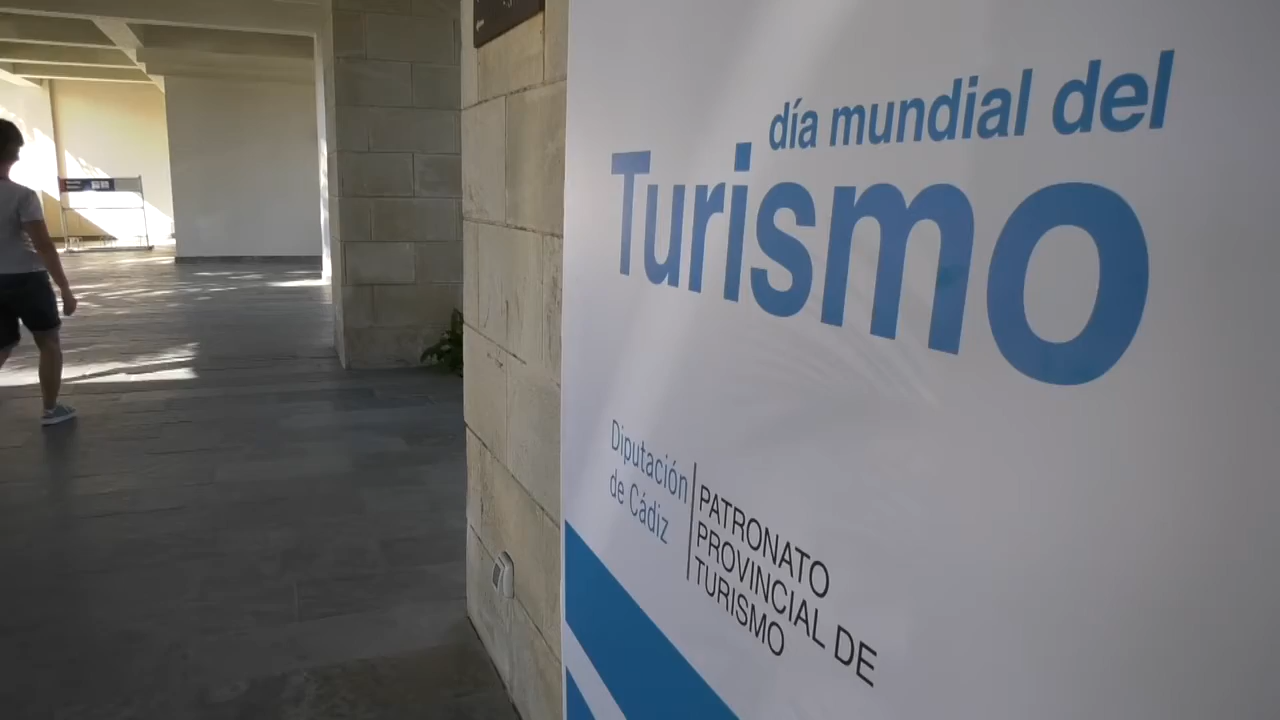 día mundial del
Turismo
Diputación
de Cádiz
PATRONATO
PROVINCIAL DE
TURISMO